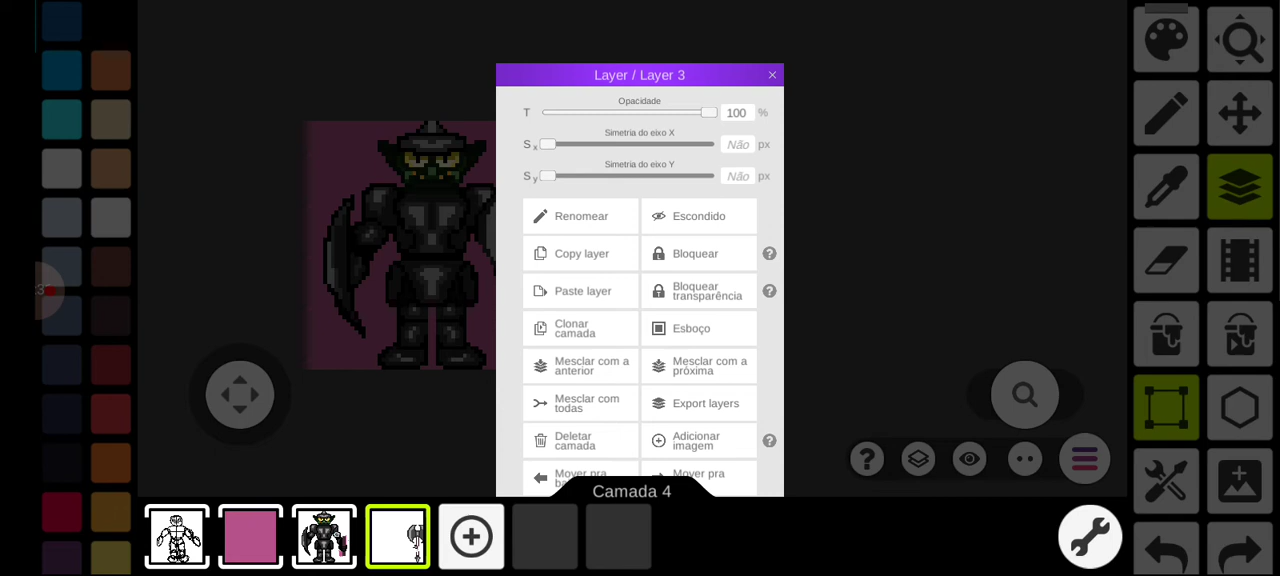 Layer / Layer 3 ×
Opacidade
T 100 %
Simetria do eixo X
S x Não px
Simetria do eixo Y
S y Não px
Renomear Escondido
Copy layer Bloquear ?
Paste layer Bloquear transparência ?
Clonar camada Esboço
Mesclar com a anterior Mesclar com a próxima
Mesclar com todas Export layers
Deletar camada Adicionar imagem ?
Mover pra Mover pra
?
Camada 4